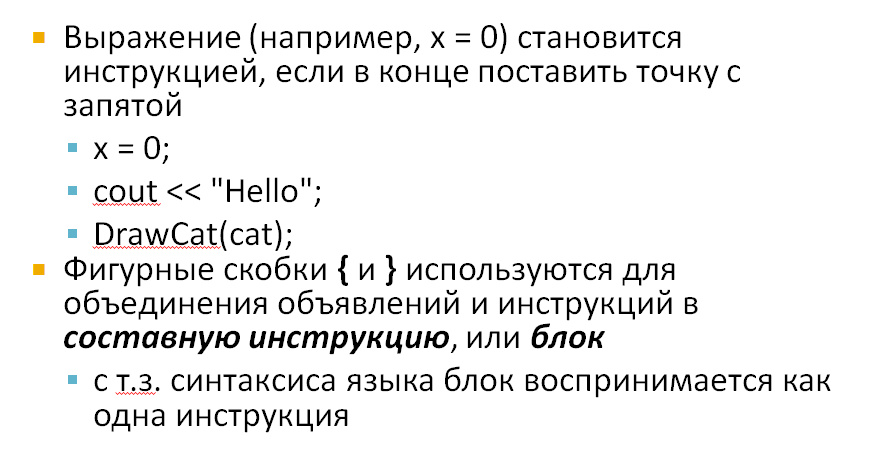 Выражение (например, x = 0) становится
инструкцией, если в конце поставить точку с
запятой
x = 0;
cout << "Hello";
DrawCat(cat);
Фигурные скобки { и } используются для
объединения объявлений и инструкций в
составную инструкцию, или блок
с т.з. синтаксиса языка блок воспринимается как
одна инструкция